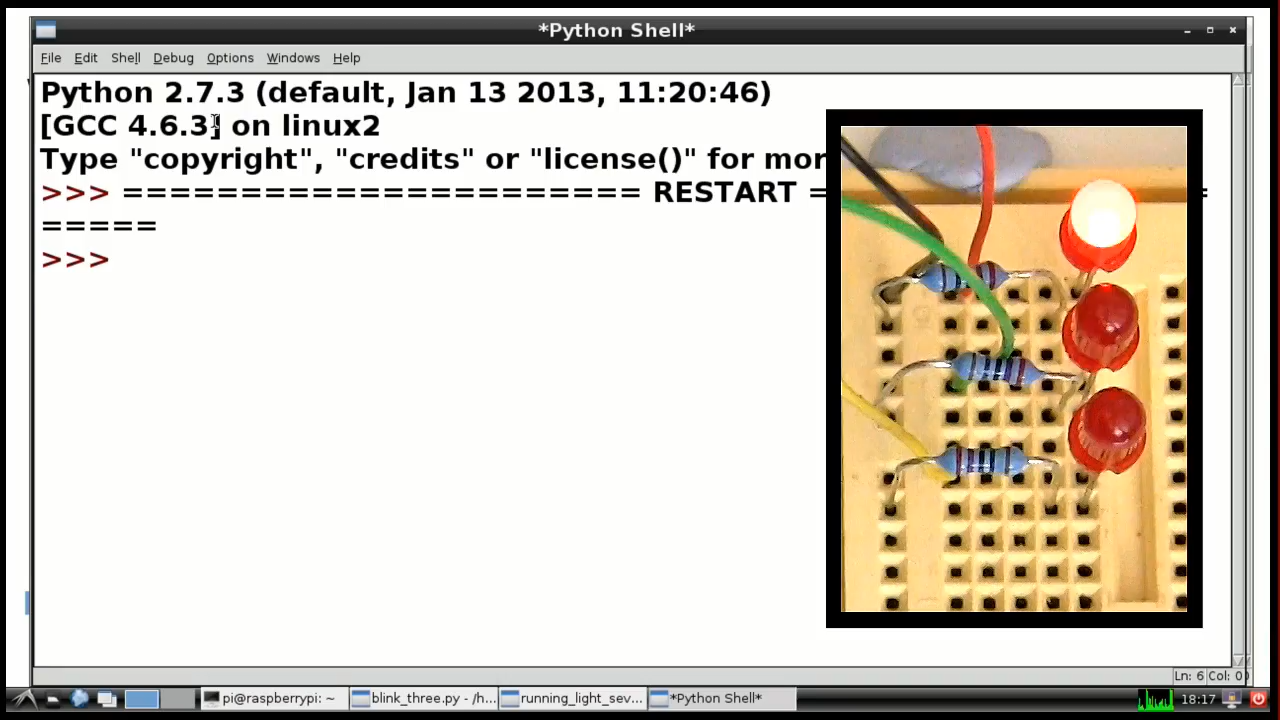 *Python Shell*
File Edit Shell Debug Options Windows Help
Python 2.7.3 (default, Jan 13 2013, 11:20:46)
[GCC 4.6.3] on linux2
Type "copyright", "credits" or "license()" for mor
>>> ====================== RESTART =
=
=====
>>>
Ln: 6 Col: 0
pi@raspberrypi: ~ blink_three.py - /h... running_light_sev... *Python Shell* 18:17